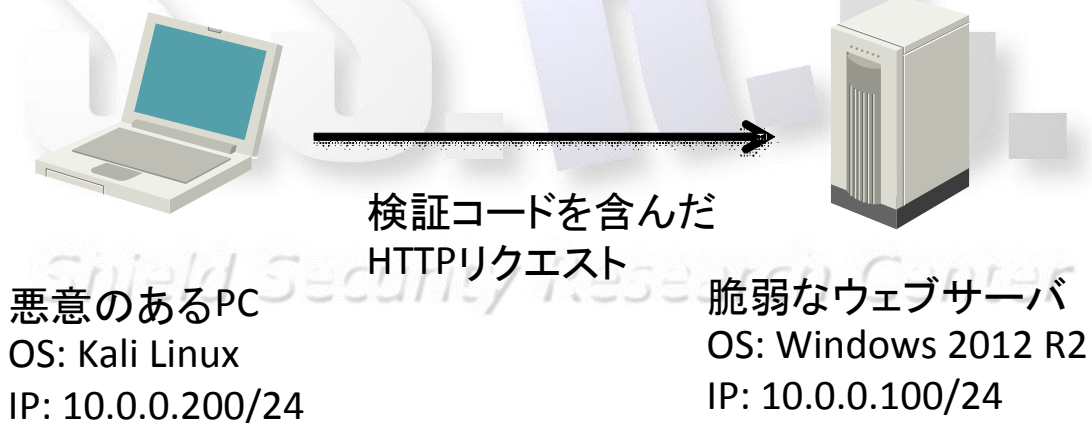 検証コードを含んだ
HTTPリクエスト
Shield Security Research Center
悪意のあるPC
OS: Kali Linux
IP: 10.0.0.200/24
脆弱なウェブサーバ
OS: Windows 2012 R2
IP: 10.0.0.100/24